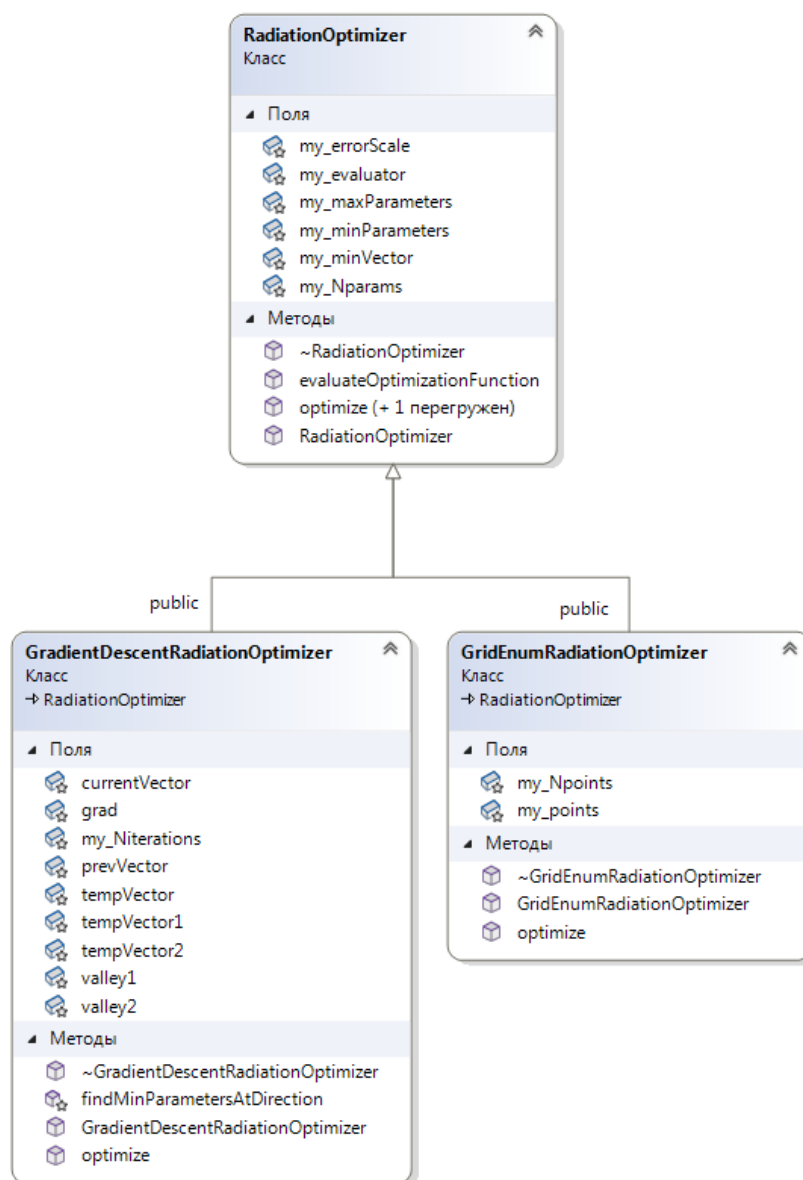 RadiationOptimizer
Класс
Поля
my_errorScale
my_evaluator
my_maxParameters
my_minParameters
my_minVector
my_Nparams
Методы
~RadiationOptimizer
evaluateOptimizationFunction
optimize (+ 1 перегружен)
RadiationOptimizer
public
public
GradientDescentRadiationOptimizer
Класс
RadiationOptimizer
Поля
currentVector
grad
my_Niterations
prevVector
tempVector
tempVector1
tempVector2
valley1
valley2
Методы
~GradientDescentRadiationOptimizer
findMinParametersAtDirection
GradientDescentRadiationOptimizer
optimize
GridEnumRadiationOptimizer
Класс
RadiationOptimizer
Поля
my_Npoints
my_points
Методы
~GridEnumRadiationOptimizer
GridEnumRadiationOptimizer
optimize